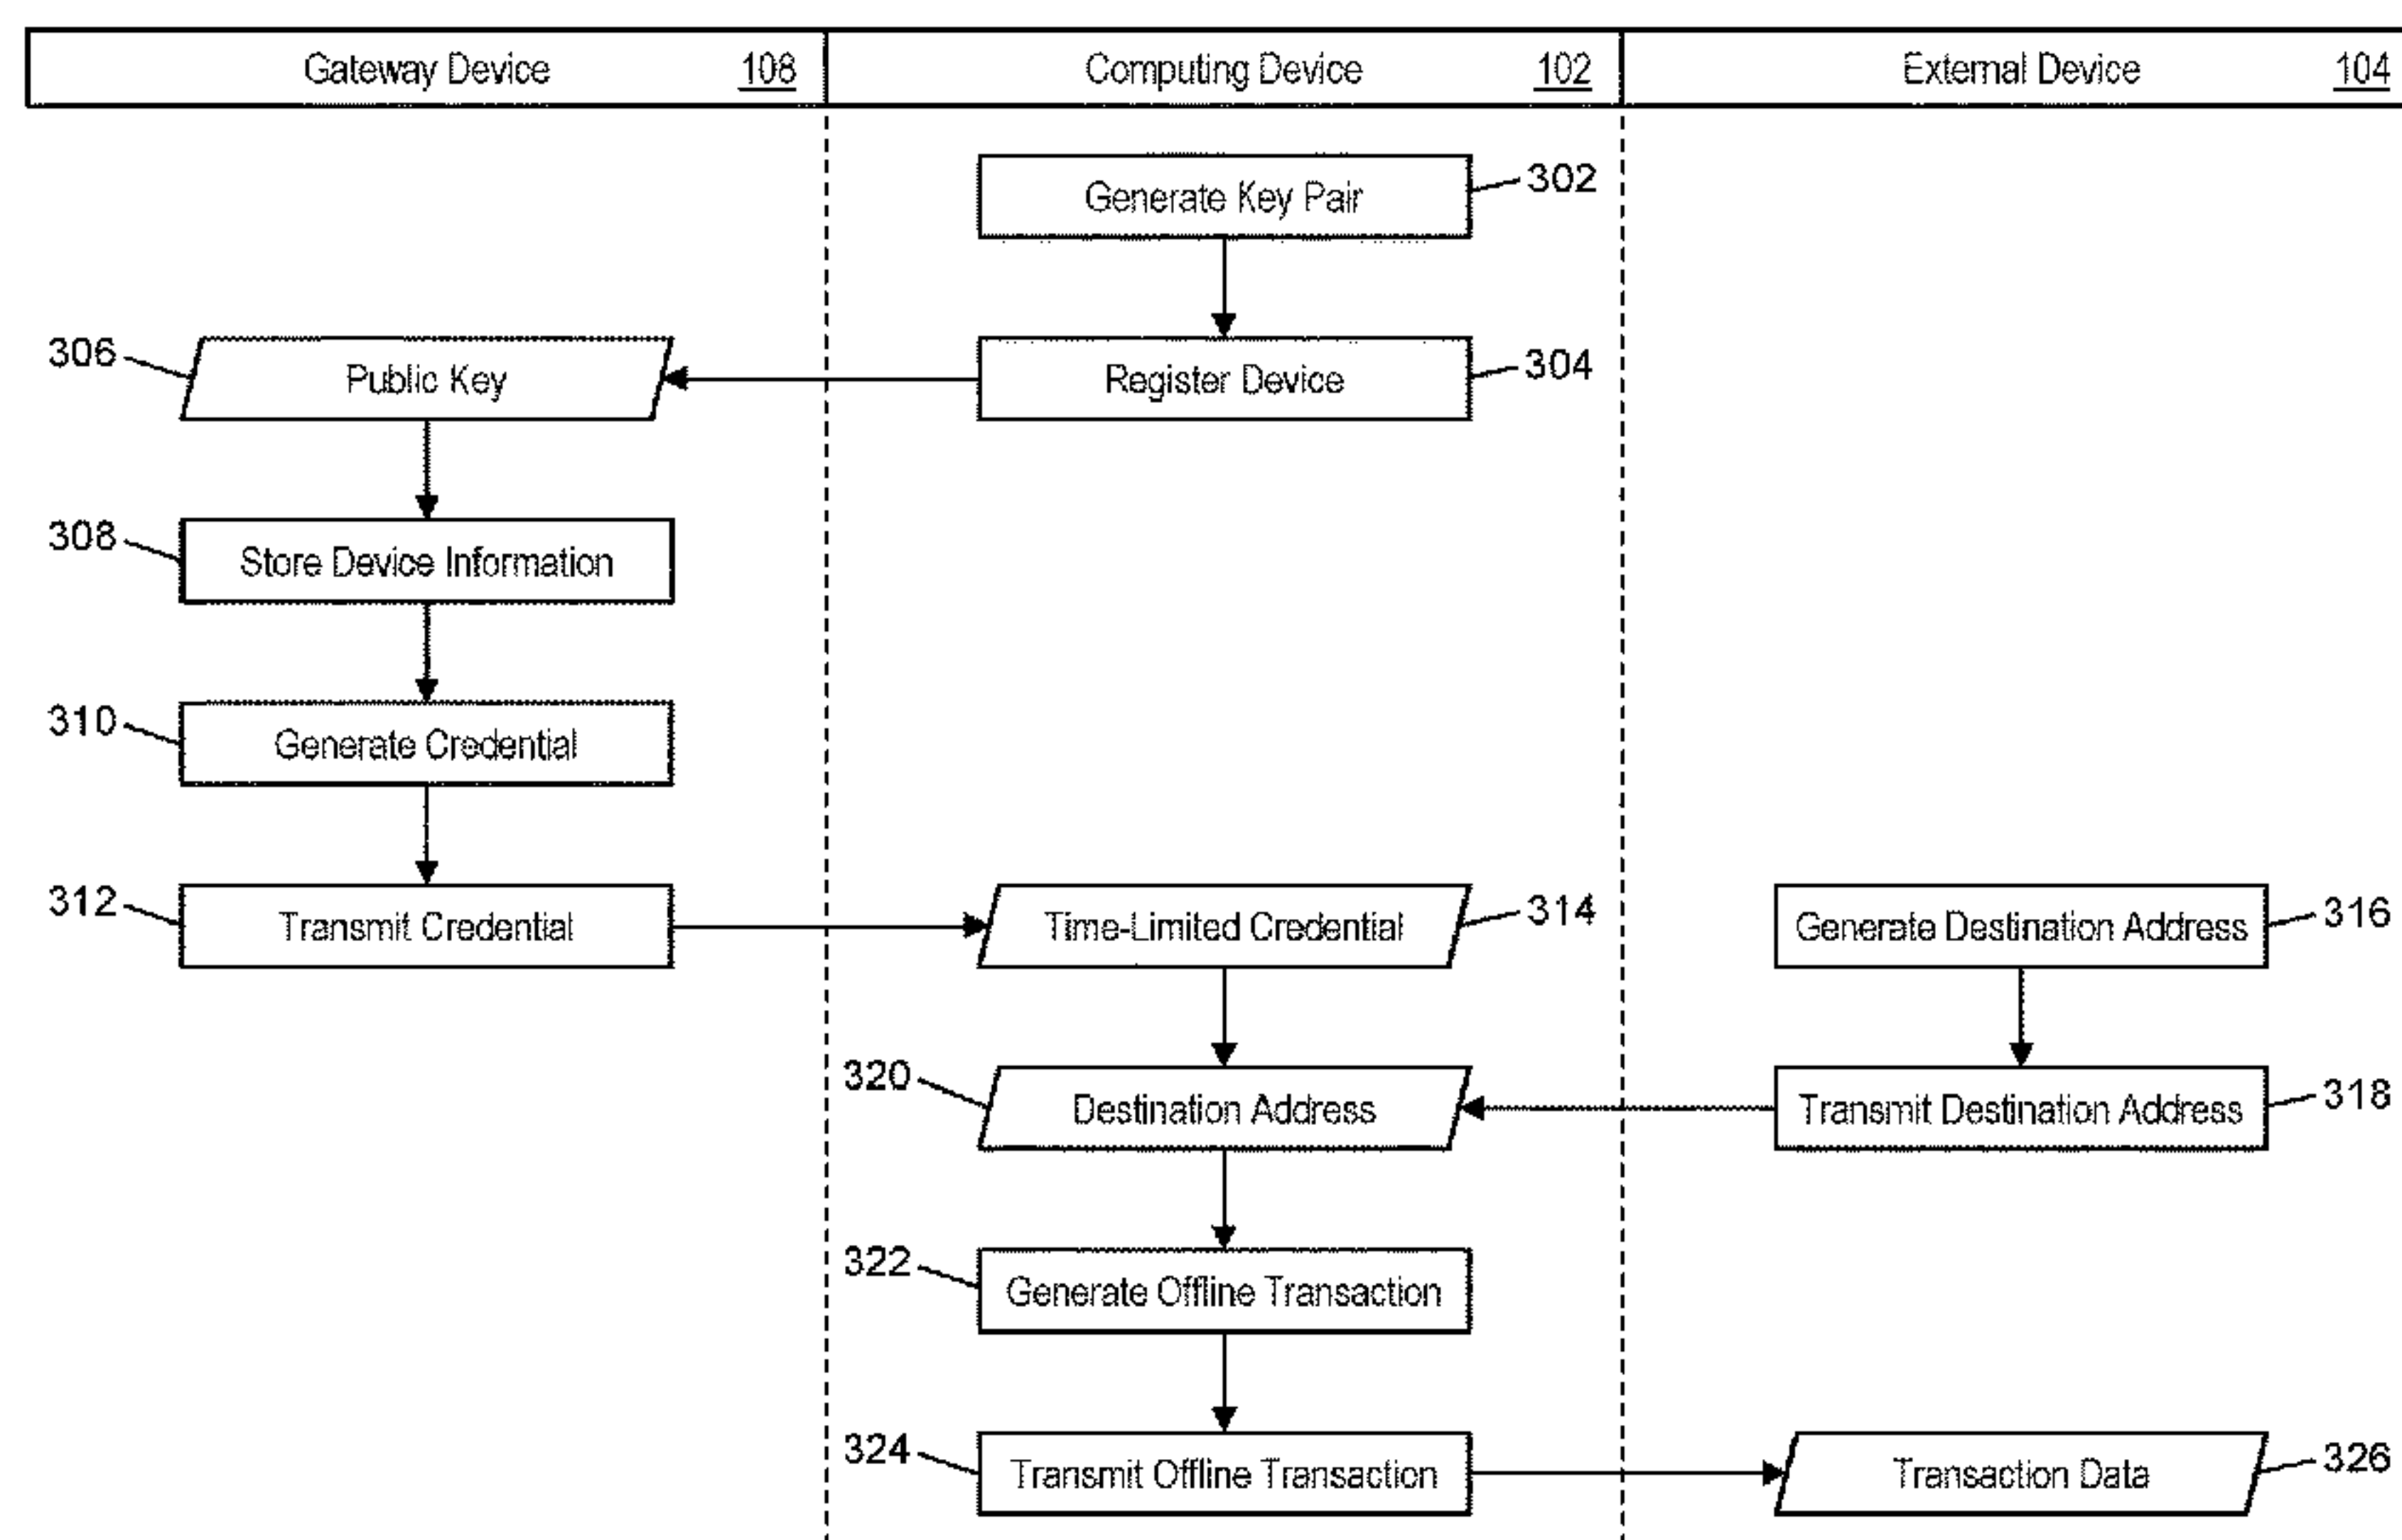 Gateway Device 108 Computing Device 102 External Device 104
Generate Key Pair 302
306 Public Key Register Device 304
308 Store Device Information
310 Generate Credential
312 Transmit Credential Time-Limited Credential 314 Generate Destination Address 316
320 Destination Address Transmit Destination Address 318
322 Generate Offline Transaction
324 Transmit Offline Transaction Transaction Data 326